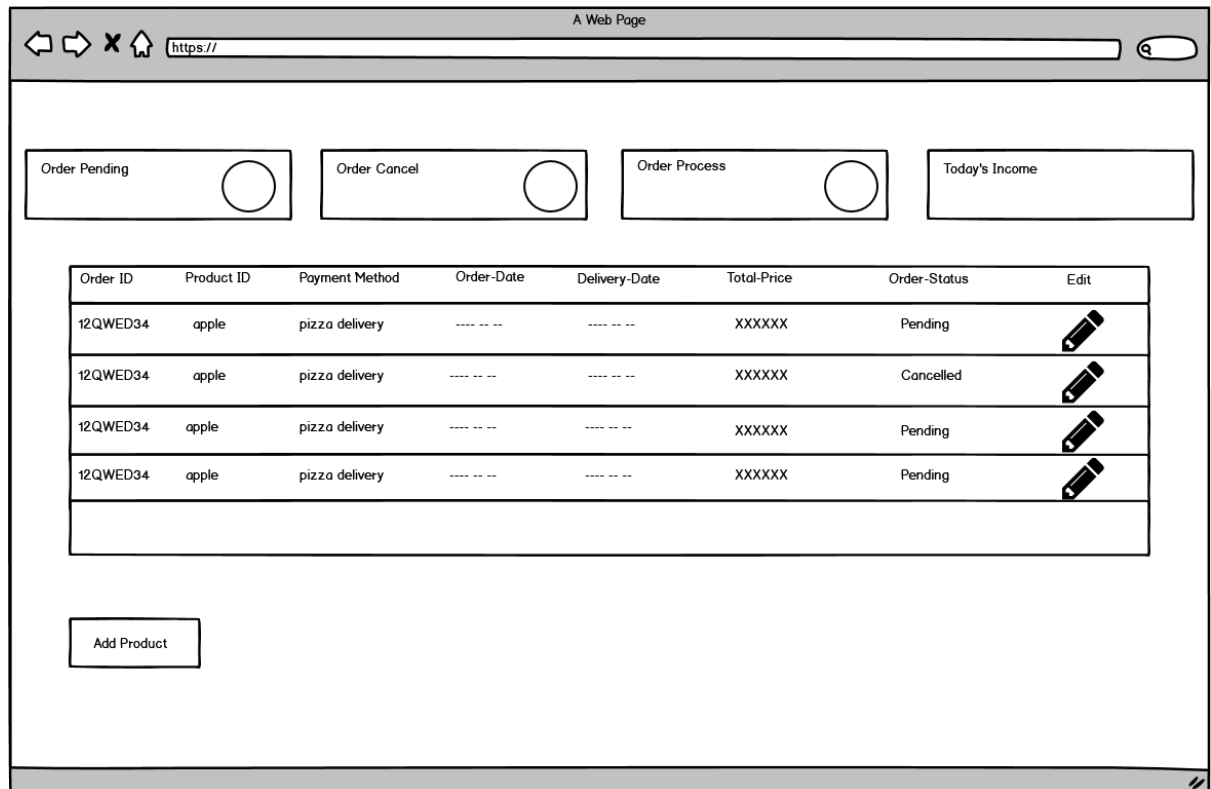 A Web Page
https://
Order Pending
Order Cancel
Order Process
Today's Income
Order ID Product ID Payment Method Order-Date Delivery-Date Total-Price Order-Status Edit
12QWED34 apple pizza delivery ---- -- -- ---- -- -- XXXXXX Pending
12QWED34 apple pizza delivery ---- -- -- ---- -- -- XXXXXX Cancelled
12QWED34 apple pizza delivery ---- -- -- ---- -- -- XXXXXX Pending
12QWED34 apple pizza delivery ---- -- -- ---- -- -- XXXXXX Pending
Add Product